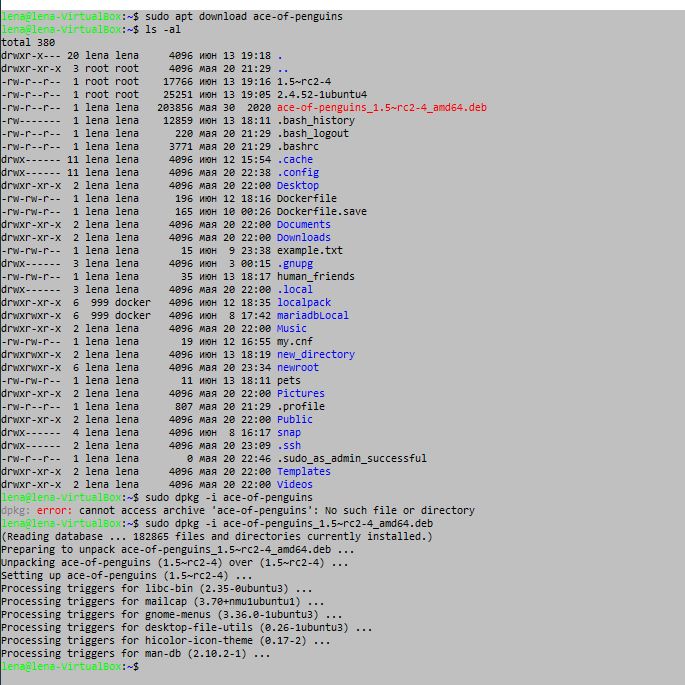 lena@lena-VirtualBox:~$ sudo apt download ace-of-penguins
lena@lena-VirtualBox:~$ ls -al
total 380
drwxr-x--- 20 lena lena     4096 июн 13 19:18 .
drwxr-xr-x  3 root root     4096 мая 20 21:29 ..
-rw-r--r--  1 root root    17766 июн 13 19:16 1.5~rc2-4
-rw-r--r--  1 root root    25251 июн 13 19:05 2.4.52-1ubuntu4
-rw-r--r--  1 lena lena   203856 мая 30  2020 ace-of-penguins_1.5~rc2-4_amd64.deb
-rw-------  1 lena lena    12859 июн 13 18:11 .bash_history
-rw-r--r--  1 lena lena      220 мая 20 21:29 .bash_logout
-rw-r--r--  1 lena lena     3771 мая 20 21:29 .bashrc
drwx------ 11 lena lena     4096 июн 12 15:54 .cache
drwx------ 11 lena lena     4096 мая 20 22:38 .config
drwxr-xr-x  2 lena lena     4096 мая 20 22:00 Desktop
-rw-rw-r--  1 lena lena      196 июн 12 18:16 Dockerfile
-rw-rw-r--  1 lena lena      165 июн 10 00:26 Dockerfile.save
drwxr-xr-x  2 lena lena     4096 мая 20 22:00 Documents
drwxr-xr-x  2 lena lena     4096 мая 20 22:00 Downloads
-rw-rw-r--  1 lena lena       15 июн  9 23:38 example.txt
drwx------  3 lena lena     4096 июн  3 00:15 .gnupg
-rw-rw-r--  1 lena lena       35 июн 13 18:17 human_friends
drwx------  3 lena lena     4096 мая 20 22:00 .local
drwxr-xr-x  6  999 docker   4096 июн 12 18:35 localpack
drwxrwxr-x  6  999 docker   4096 июн  8 17:42 mariadbLocal
drwxr-xr-x  2 lena lena     4096 мая 20 22:00 Music
-rw-rw-r--  1 lena lena       19 июн 12 16:55 my.cnf
drwxrwxr-x  2 lena lena     4096 июн 13 18:19 new_directory
drwxrwxr-x  6 lena lena     4096 мая 20 23:34 newroot
-rw-rw-r--  1 lena lena       11 июн 13 18:11 pets
drwxr-xr-x  2 lena lena     4096 мая 20 22:00 Pictures
-rw-r--r--  1 lena lena      807 мая 20 21:29 .profile
drwxr-xr-x  2 lena lena     4096 мая 20 22:00 Public
drwx------  4 lena lena     4096 июн  8 16:17 snap
drwx------  2 lena lena     4096 мая 20 23:09 .ssh
-rw-r--r--  1 lena lena        0 мая 20 22:46 .sudo_as_admin_successful
drwxr-xr-x  2 lena lena     4096 мая 20 22:00 Templates
drwxr-xr-x  2 lena lena     4096 мая 20 22:00 Videos
lena@lena-VirtualBox:~$ sudo dpkg -i ace-of-penguins
dpkg: error: cannot access archive 'ace-of-penguins': No such file or directory
lena@lena-VirtualBox:~$ sudo dpkg -i ace-of-penguins_1.5~rc2-4_amd64.deb
(Reading database ... 182865 files and directories currently installed.)
Preparing to unpack ace-of-penguins_1.5~rc2-4_amd64.deb ...
Unpacking ace-of-penguins (1.5~rc2-4) over (1.5~rc2-4) ...
Setting up ace-of-penguins (1.5~rc2-4) ...
Processing triggers for libc-bin (2.35-0ubuntu3) ...
Processing triggers for mailcap (3.70+nmu1ubuntu1) ...
Processing triggers for gnome-menus (3.36.0-1ubuntu3) ...
Processing triggers for desktop-file-utils (0.26-1ubuntu3) ...
Processing triggers for hicolor-icon-theme (0.17-2) ...
Processing triggers for man-db (2.10.2-1) ...
lena@lena-VirtualBox:~$